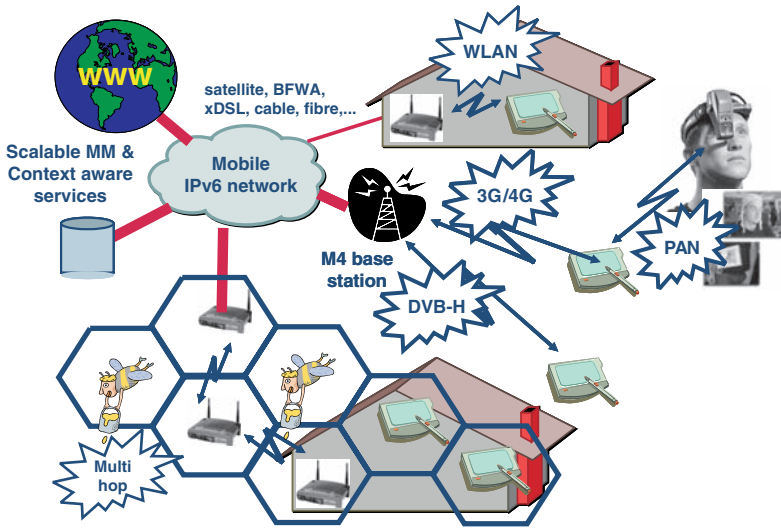 WLAN
WWW
satellite, BFWA,
xDSL, cable, fibre,...
Scalable MM &
Context aware
services
Mobile
IPv6 network
3G/4G
PAN
M4 base
station
DVB-H
Multi
hop